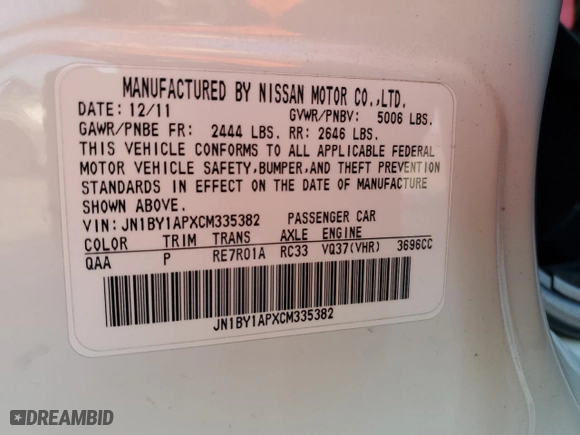 MANUFACTURED BY NISSAN MOTOR CO.,LTD.
DATE: 12/11 GVWR/PNBV: 5006 LBS.
GAWR/PNBE FR: 2444 LBS. RR: 2646 LBS.
THIS VEHICLE CONFORMS TO ALL APPLICABLE FEDERAL
MOTOR VEHICLE SAFETY,BUMPER,AND THEFT PREVENTION
STANDARDS IN EFFECT ON THE DATE OF MANUFACTURE
SHOWN ABOVE.
VIN:JN1BY1APXCM335382 PASSENGER CAR
COLOR TRIM TRANS AXLE ENGINE
QAA P RE7R01A RC33 VQ37(VHR) 3696CC
JN1BY1APXCM335382
DREAMBID